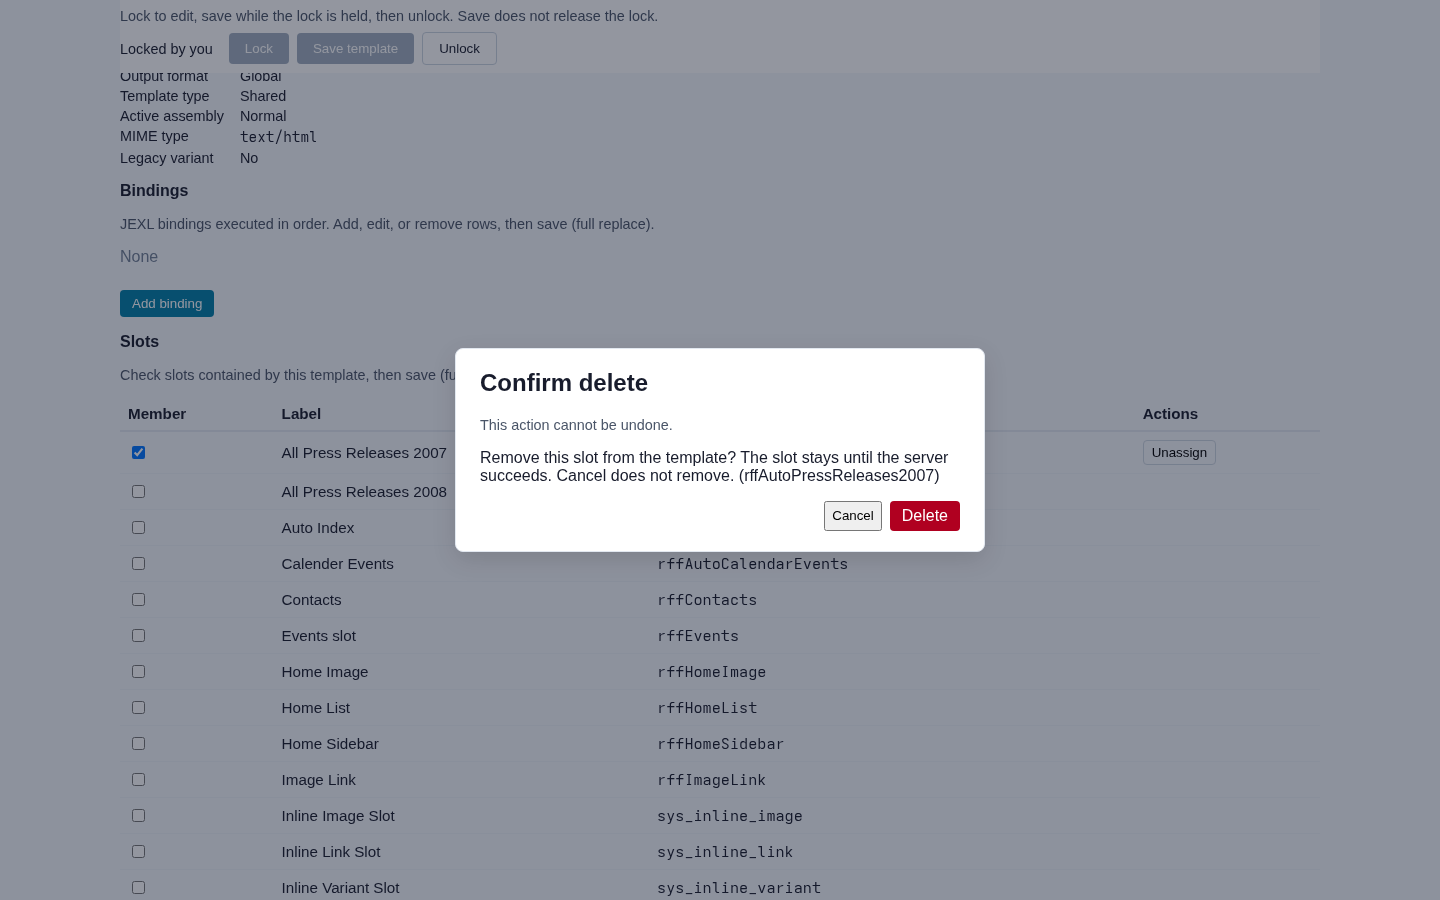 Lock to edit, save while the lock is held, then unlock. Save does not release the lock.
Locked by you Lock Save template Unlock
Output format Global
Template type Shared
Active assembly Normal
MIME type text/html
Legacy variant No
Bindings
JEXL bindings executed in order. Add, edit, or remove rows, then save (full replace).
None
Add binding
Slots
Check slots contained by this template, then save (fu
Confirm delete
This action cannot be undone.
Remove this slot from the template? The slot stays until the server
succeeds. Cancel does not remove. (rffAutoPressReleases2007)
Cancel Delete
Member Label Actions
All Press Releases 2007 Unassign
All Press Releases 2008
Auto Index
Calender Events rffAutoCalendarEvents
Contacts rffContacts
Events slot rffEvents
Home Image rffHomeImage
Home List rffHomeList
Home Sidebar rffHomeSidebar
Image Link rffImageLink
Inline Image Slot sys_inline_image
Inline Link Slot sys_inline_link
Inline Variant Slot sys_inline_variant